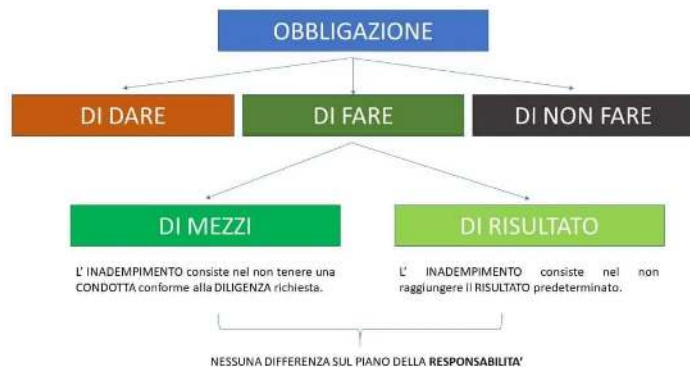 OBBLIGAZIONE
DI DARE
DI FARE
DI NON FARE
DI MEZZI
DI RISULTATO
L' INADEMPIMENTO consiste nel non tenere una
CONDOTTA conforme alla DILIGENZA richiesta.
L' INADEMPIMENTO consiste nel non
raggiungere il RISULTATO predeterminato.
NESSUNA DIFFERENZA SUL PIANO DELLA RESPONSABILITA'